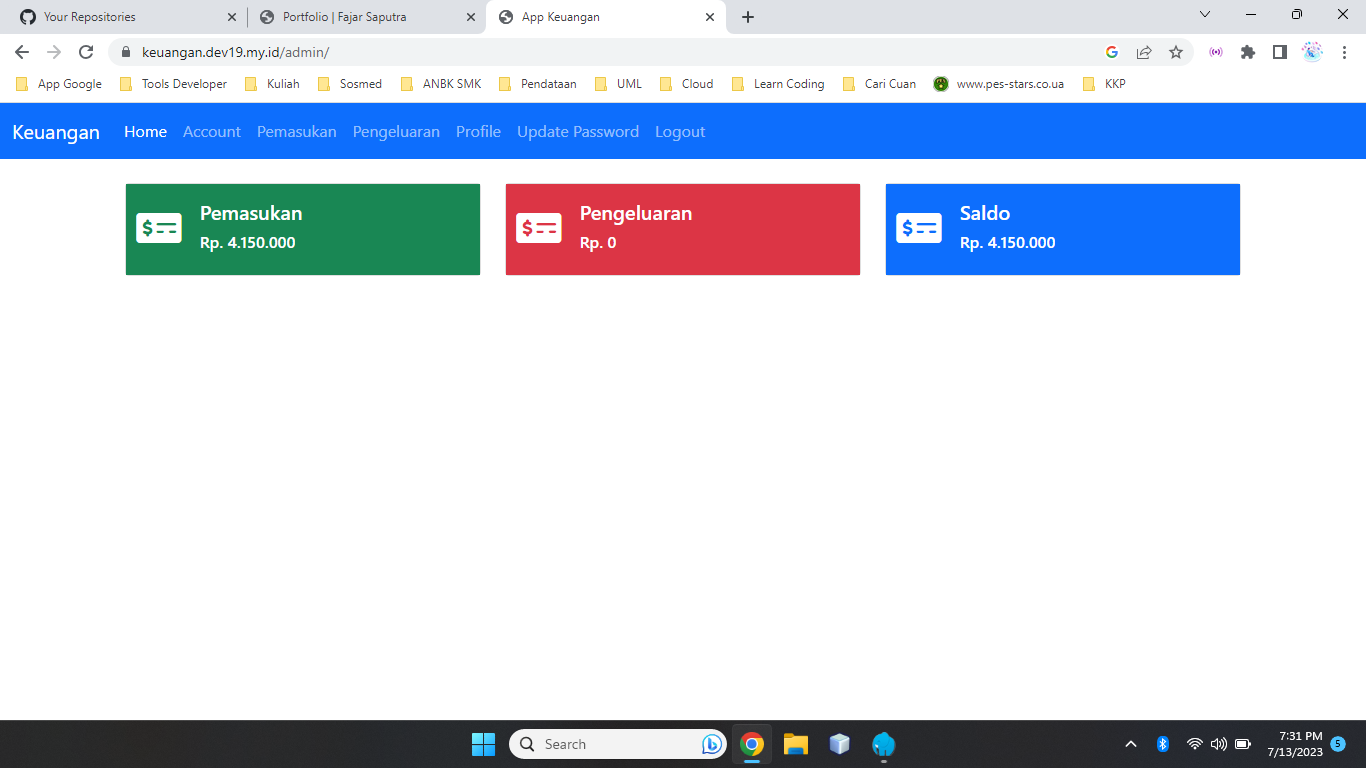 Your Repositories
Portfolio | Fajar Saputra
App Keuangan
keuangan.dev19.my.id/admin/
App Google
Tools Developer
Kuliah
Sosmed
ANBK SMK
Pendataan
UML
Cloud
Learn Coding
Cari Cuan
www.pes-stars.co.ua
KKP
Keuangan
Home
Account
Pemasukan
Pengeluaran
Profile
Update Password
Logout
Pemasukan
Rp. 4.150.000
Pengeluaran
Rp. 0
Saldo
Rp. 4.150.000
Search
7:31 PM
7/13/2023
5